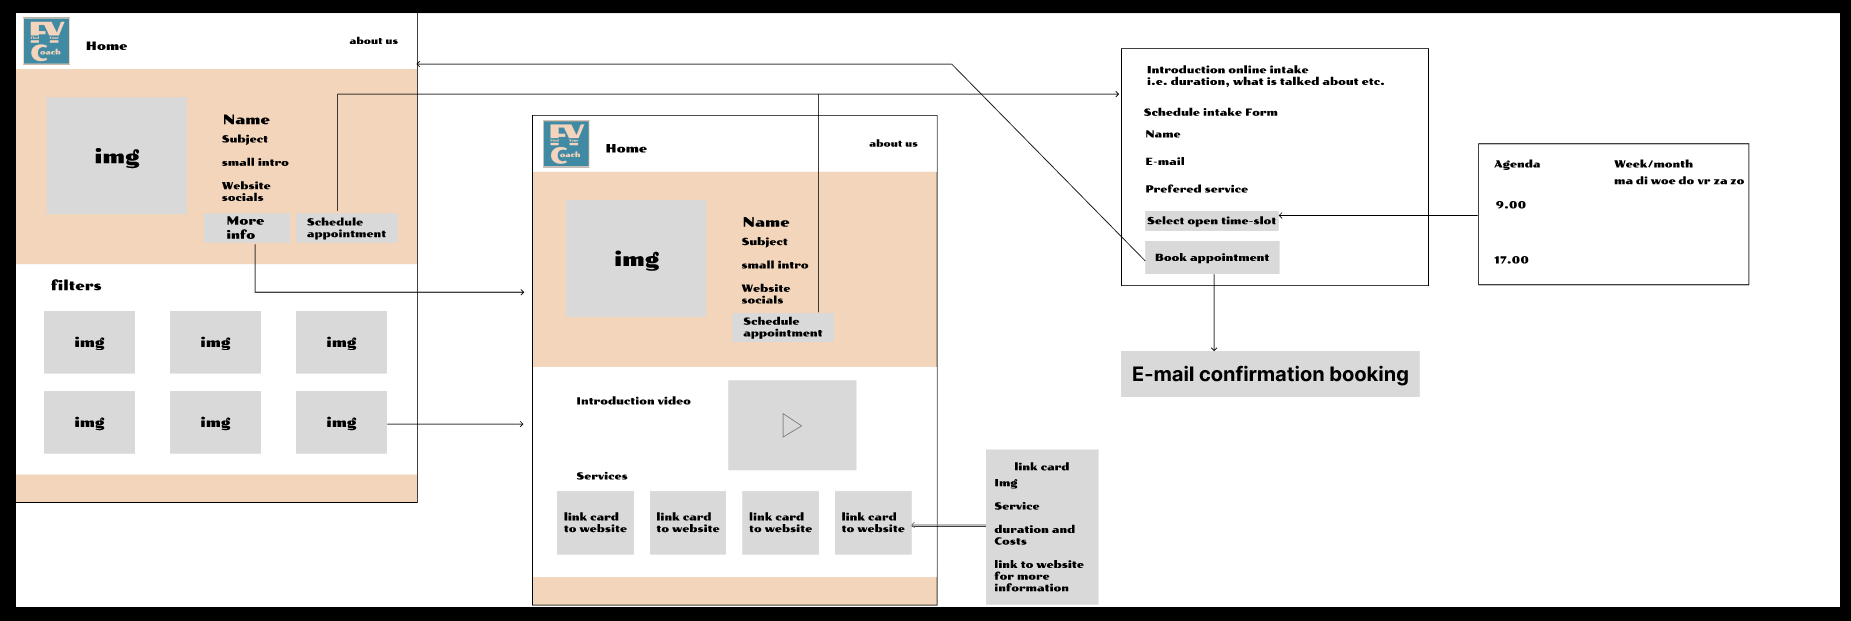 FV
Coach
Home
about us
img
Name
Subject
small intro
Website
socials
More
info
Schedule
appointment
filters
img
img
img
img
img
img
FV
Coach
Home
about us
img
Name
Subject
small intro
Website
socials
Schedule
appointment
Introduction video
Services
link card
to website
link card
to website
link card
to website
link card
to website
link card
Img
Service
duration and
Costs
link to website
for more
information
Introduction online intake
i.e. duration, what is talked about etc.
Schedule intake Form
Name
E-mail
Prefered service
Select open time-slot
Book appointment
E-mail confirmation booking
Agenda
Week/month
ma di woe do vr za zo
9.00
17.00